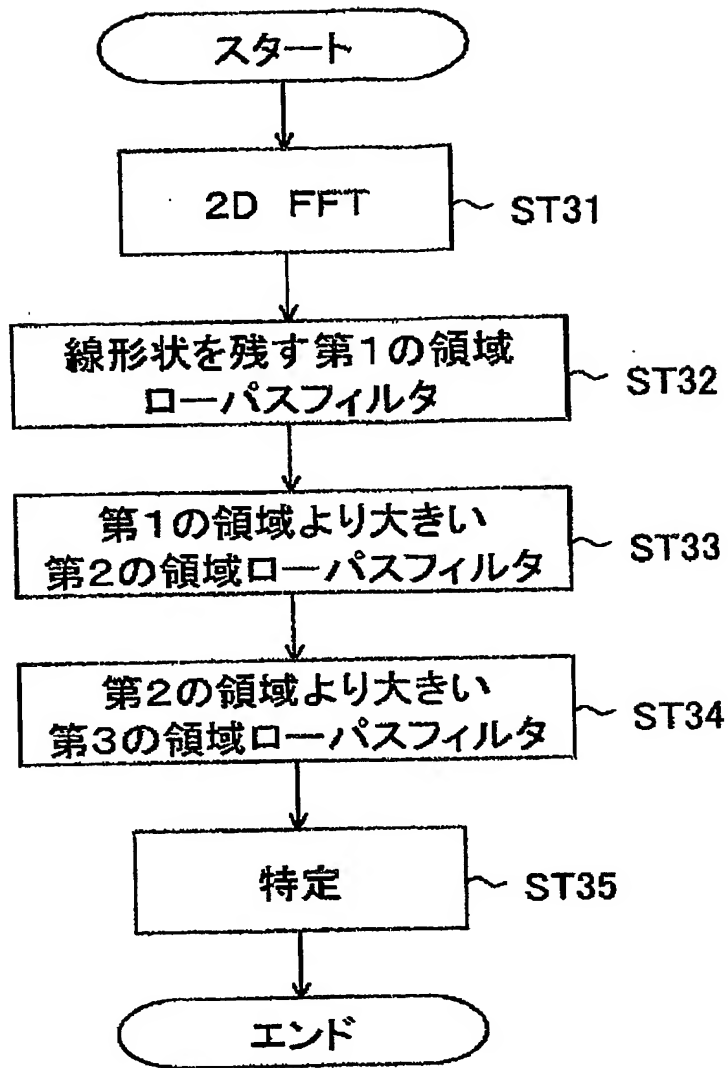 スタート
2D FFT
ST31
線形状を残す第1の領域
ローパスフィルタ
ST32
第1の領域より大きい
第2の領域ローパスフィルタ
ST33
第2の領域より大きい
第3の領域ローパスフィルタ
ST34
特定
ST35
エンド